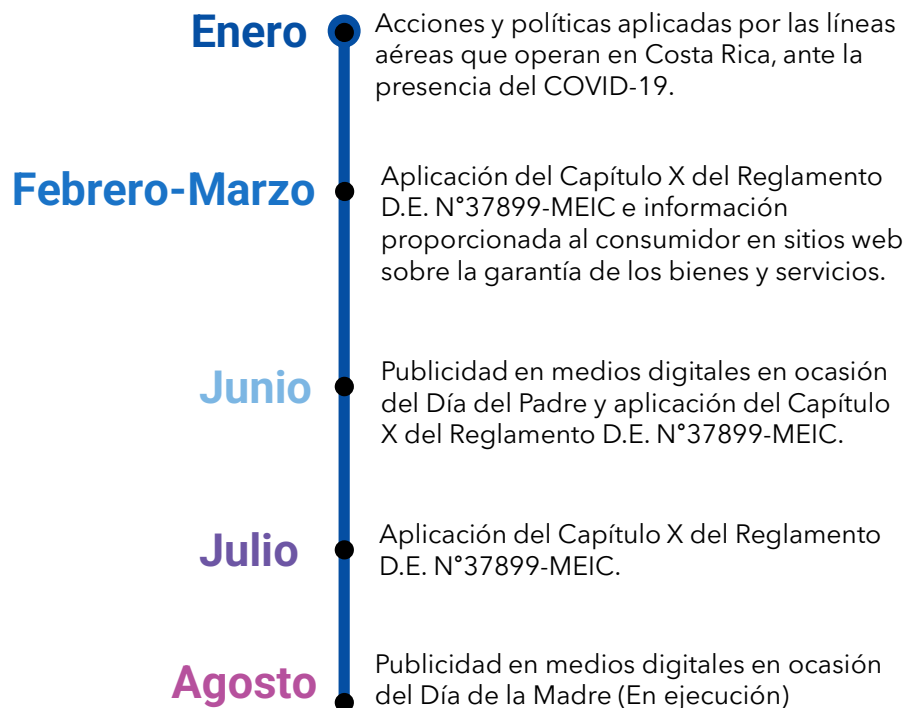 Enero
Acciones y políticas aplicadas por las líneas
aéreas que operan en Costa Rica, ante la
presencia del COVID-19.
Febrero-Marzo
Aplicación del Capítulo X del Reglamento
D.E. N°37899-MEIC e información
proporcionada al consumidor en sitios web
sobre la garantía de los bienes y servicios.
Junio
Publicidad en medios digitales en ocasión
del Día del Padre y aplicación del Capítulo
X del Reglamento D.E. N°37899-MEIC.
Julio
Aplicación del Capítulo X del Reglamento
D.E. N°37899-MEIC.
Agosto
Publicidad en medios digitales en ocasión
del Día de la Madre (En ejecución)